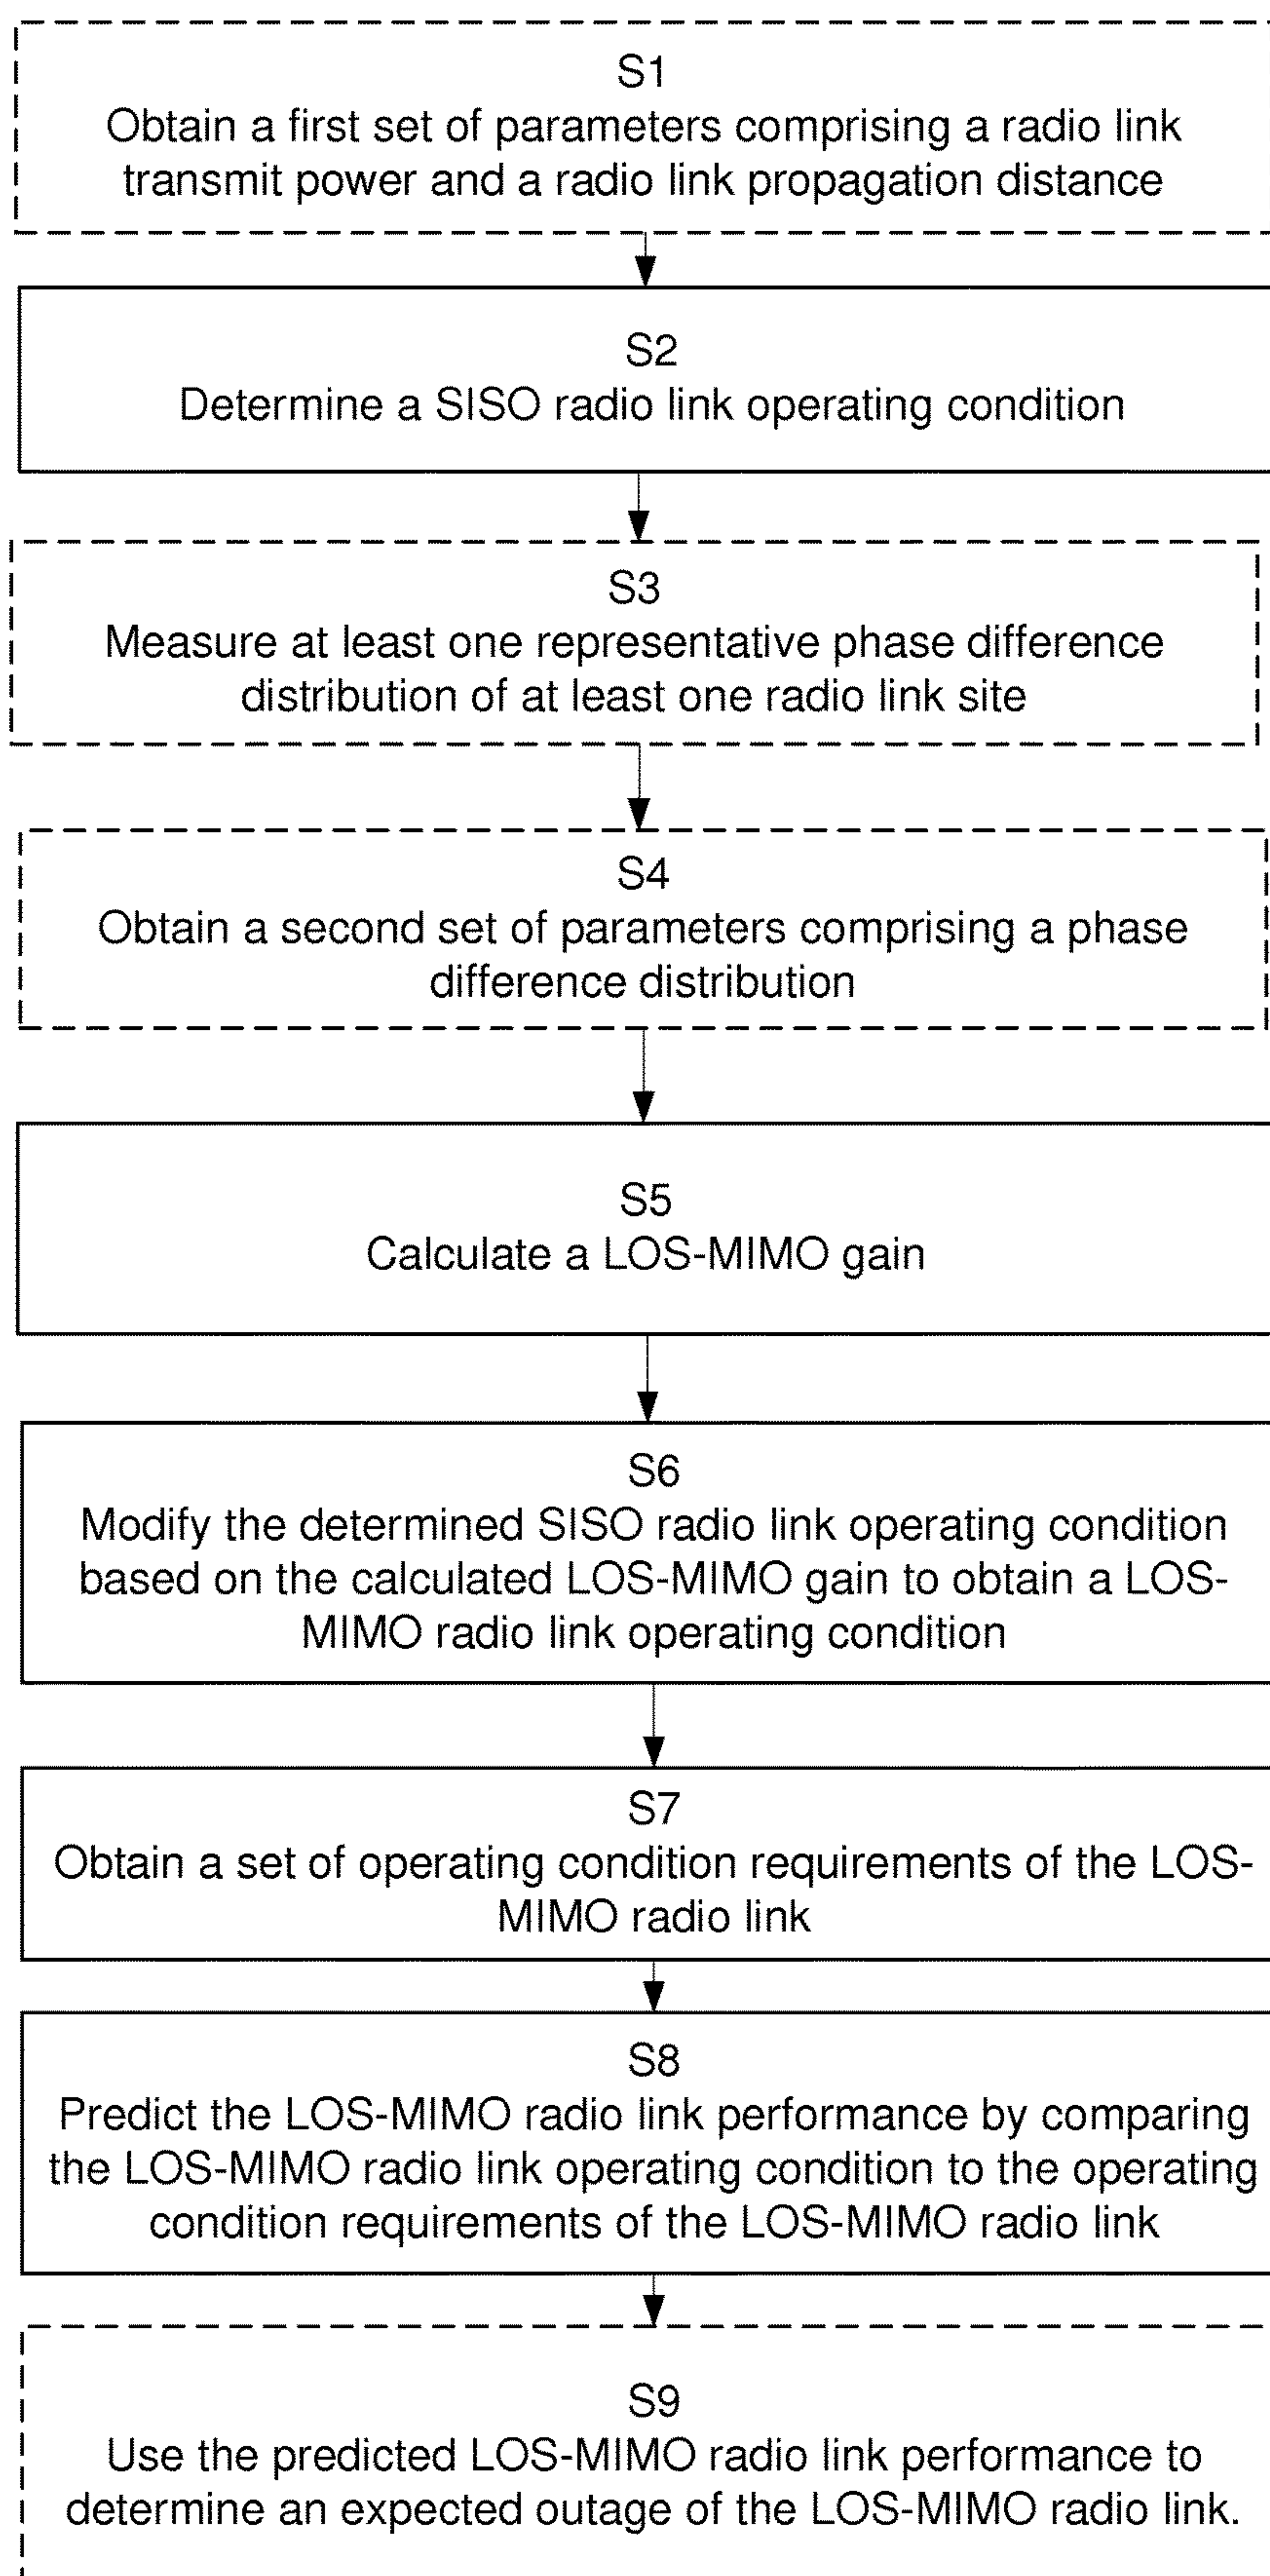 S1
Obtain a first set of parameters comprising a radio link
transmit power and a radio link propagation distance
S2
Determine a SISO radio link operating condition
S3
Measure at least one representative phase difference
distribution of at least one radio link site
S4
Obtain a second set of parameters comprising a phase
difference distribution
S5
Calculate a LOS-MIMO gain
S6
Modify the determined SISO radio link operating condition
based on the calculated LOS-MIMO gain to obtain a LOS-
MIMO radio link operating condition
S7
Obtain a set of operating condition requirements of the LOS-
MIMO radio link
S8
Predict the LOS-MIMO radio link performance by comparing
the LOS-MIMO radio link operating condition to the operating
condition requirements of the LOS-MIMO radio link
S9
Use the predicted LOS-MIMO radio link performance to
determine an expected outage of the LOS-MIMO radio link.